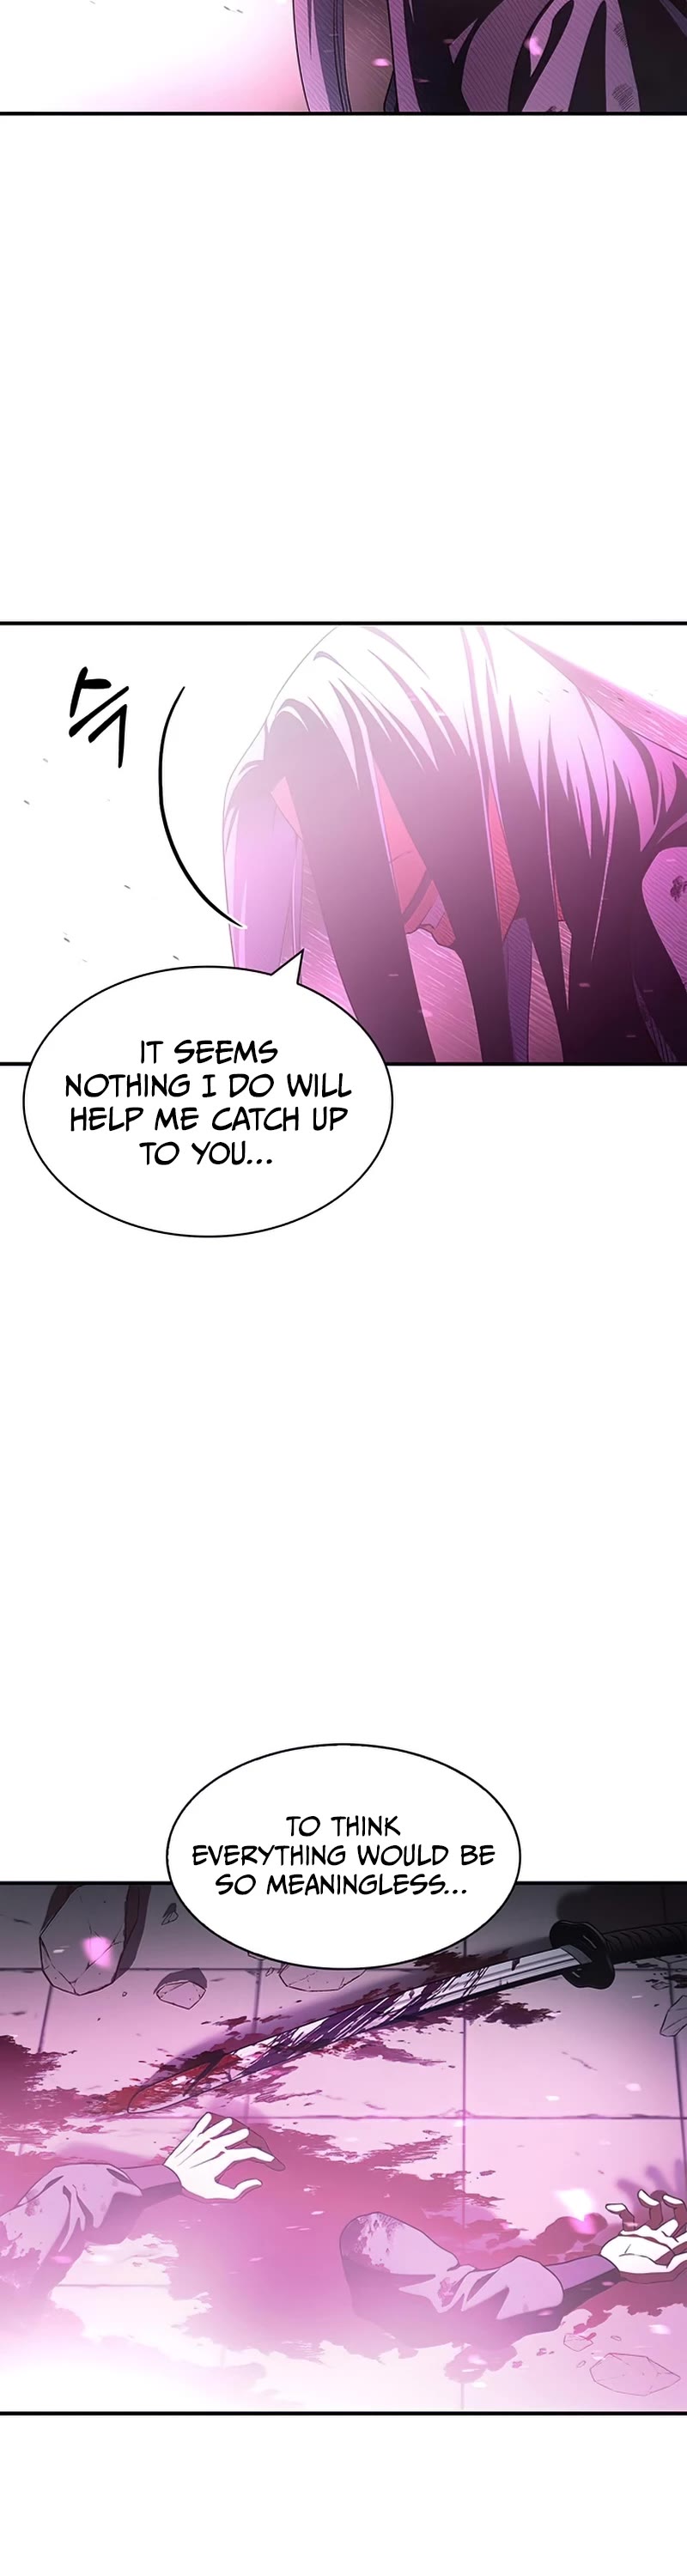 IT SEEMS
NOTHING I DO WILL
HELP ME CATCH UP
TO YOU...
TO THINK
EVERYTHING WOULD BE
SO MEANINGLESS...